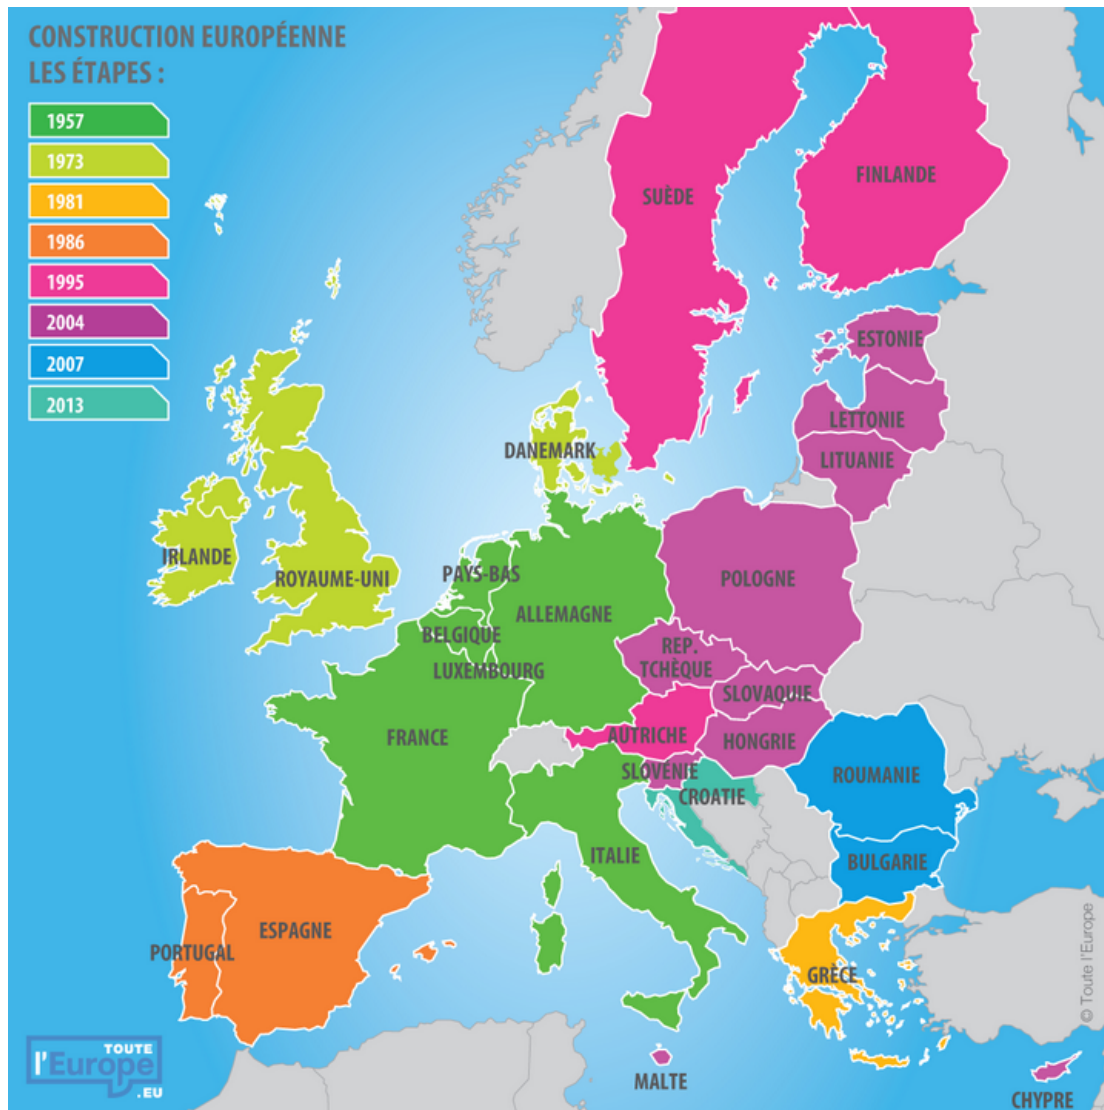 CONSTRUCTION EUROPÉENNE
LES ÉTAPES :
1957
1973
1981
1986
1995
2004
2007
2013
SUÈDE
FINLANDE
ESTONIE
LETTONIE
LITUANIE
DANEMARK
IRLANDE
ROYAUME-UNI
PAYS-BAS
ALLEMAGNE
POLOGNE
BELGIQUE
LUXEMBOURG
REP.
TCHÈQUE
SLOVAQUIE
FRANCE
AUTRICHE
HONGRIE
SLOVÉNIE
CROATIE
ROUMANIE
ITALIE
BULGARIE
PORTUGAL
ESPAGNE
GRÈCE
MALTE
CHYPRE
© Toute l'Europe
TOUTE
l'Europe
.EU